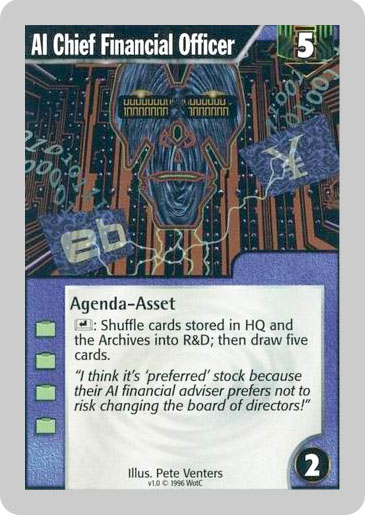 AI Chief Financial Officer
5
eb
¥
Agenda-Asset
: Shuffle cards stored in HQ and
the Archives into R&D; then draw five
cards.
"I think it's 'preferred' stock because
their AI financial adviser prefers not to
risk changing the board of directors!"
Illus. Pete Venters
v1.0 © 1996 WotC
2